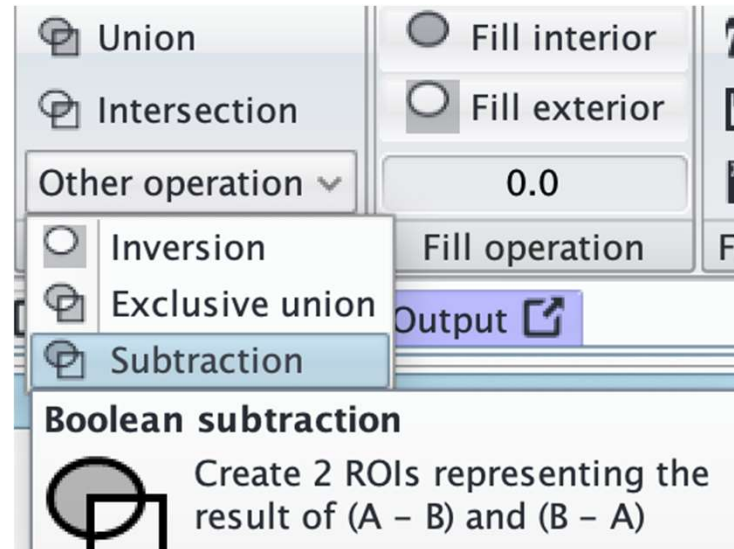 Union
Intersection
Other operation
Fill interior
Fill exterior
0.0
Fill operation
Inversion
Exclusive union
Subtraction
Output
Boolean subtraction
Create 2 ROIs representing the
result of (A – B) and (B – A)